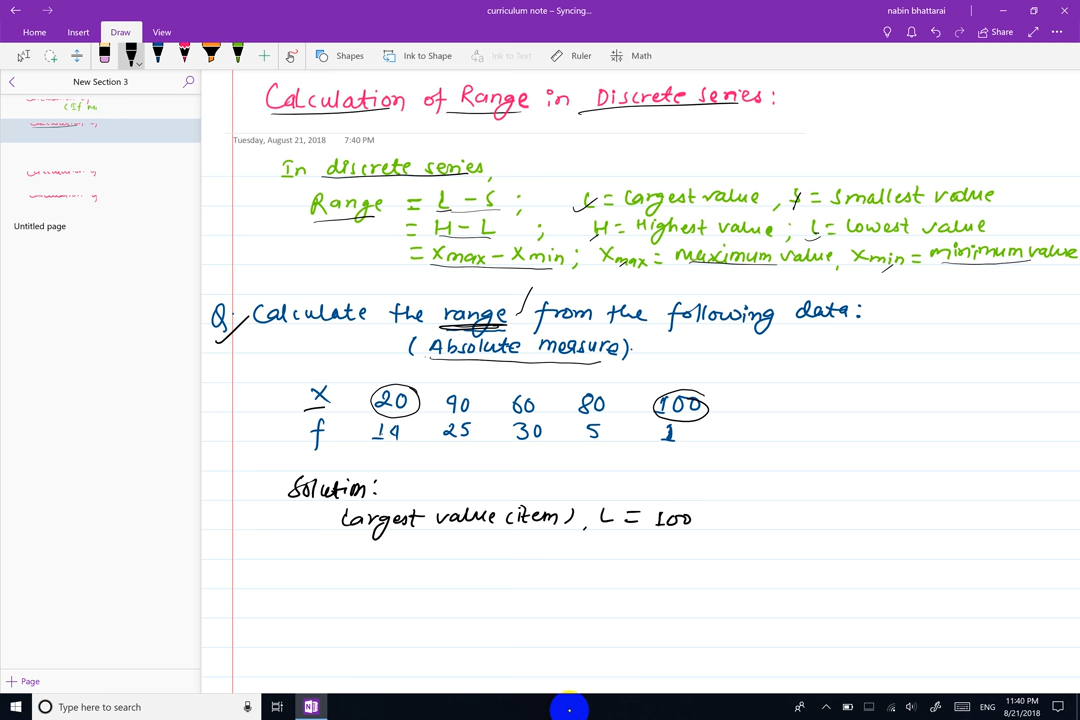 curriculum note – Syncing...
nabin bhattarai
Home Insert Draw View
Share
Shapes Ink to Shape Ink to Text Ruler Math
New Section 3
Untitled page
Page
Calculation of Range in Discrete series:
Tuesday, August 21, 2018 7:40 PM
In discrete series,
Range = L - S ; L = Largest value, S = Smallest value
= H - L ; H = Highest value ; L = Lowest value
= Xmax - Xmin ; Xmax = maximum value, Xmin = minimum value
Q. Calculate the range from the following data:
(Absolute measure).
X 20 90 60 80 100
f 14 25 30 5 1
Solution:
Largest value (item), L = 100
Type here to search
ENG
11:40 PM
8/21/2018